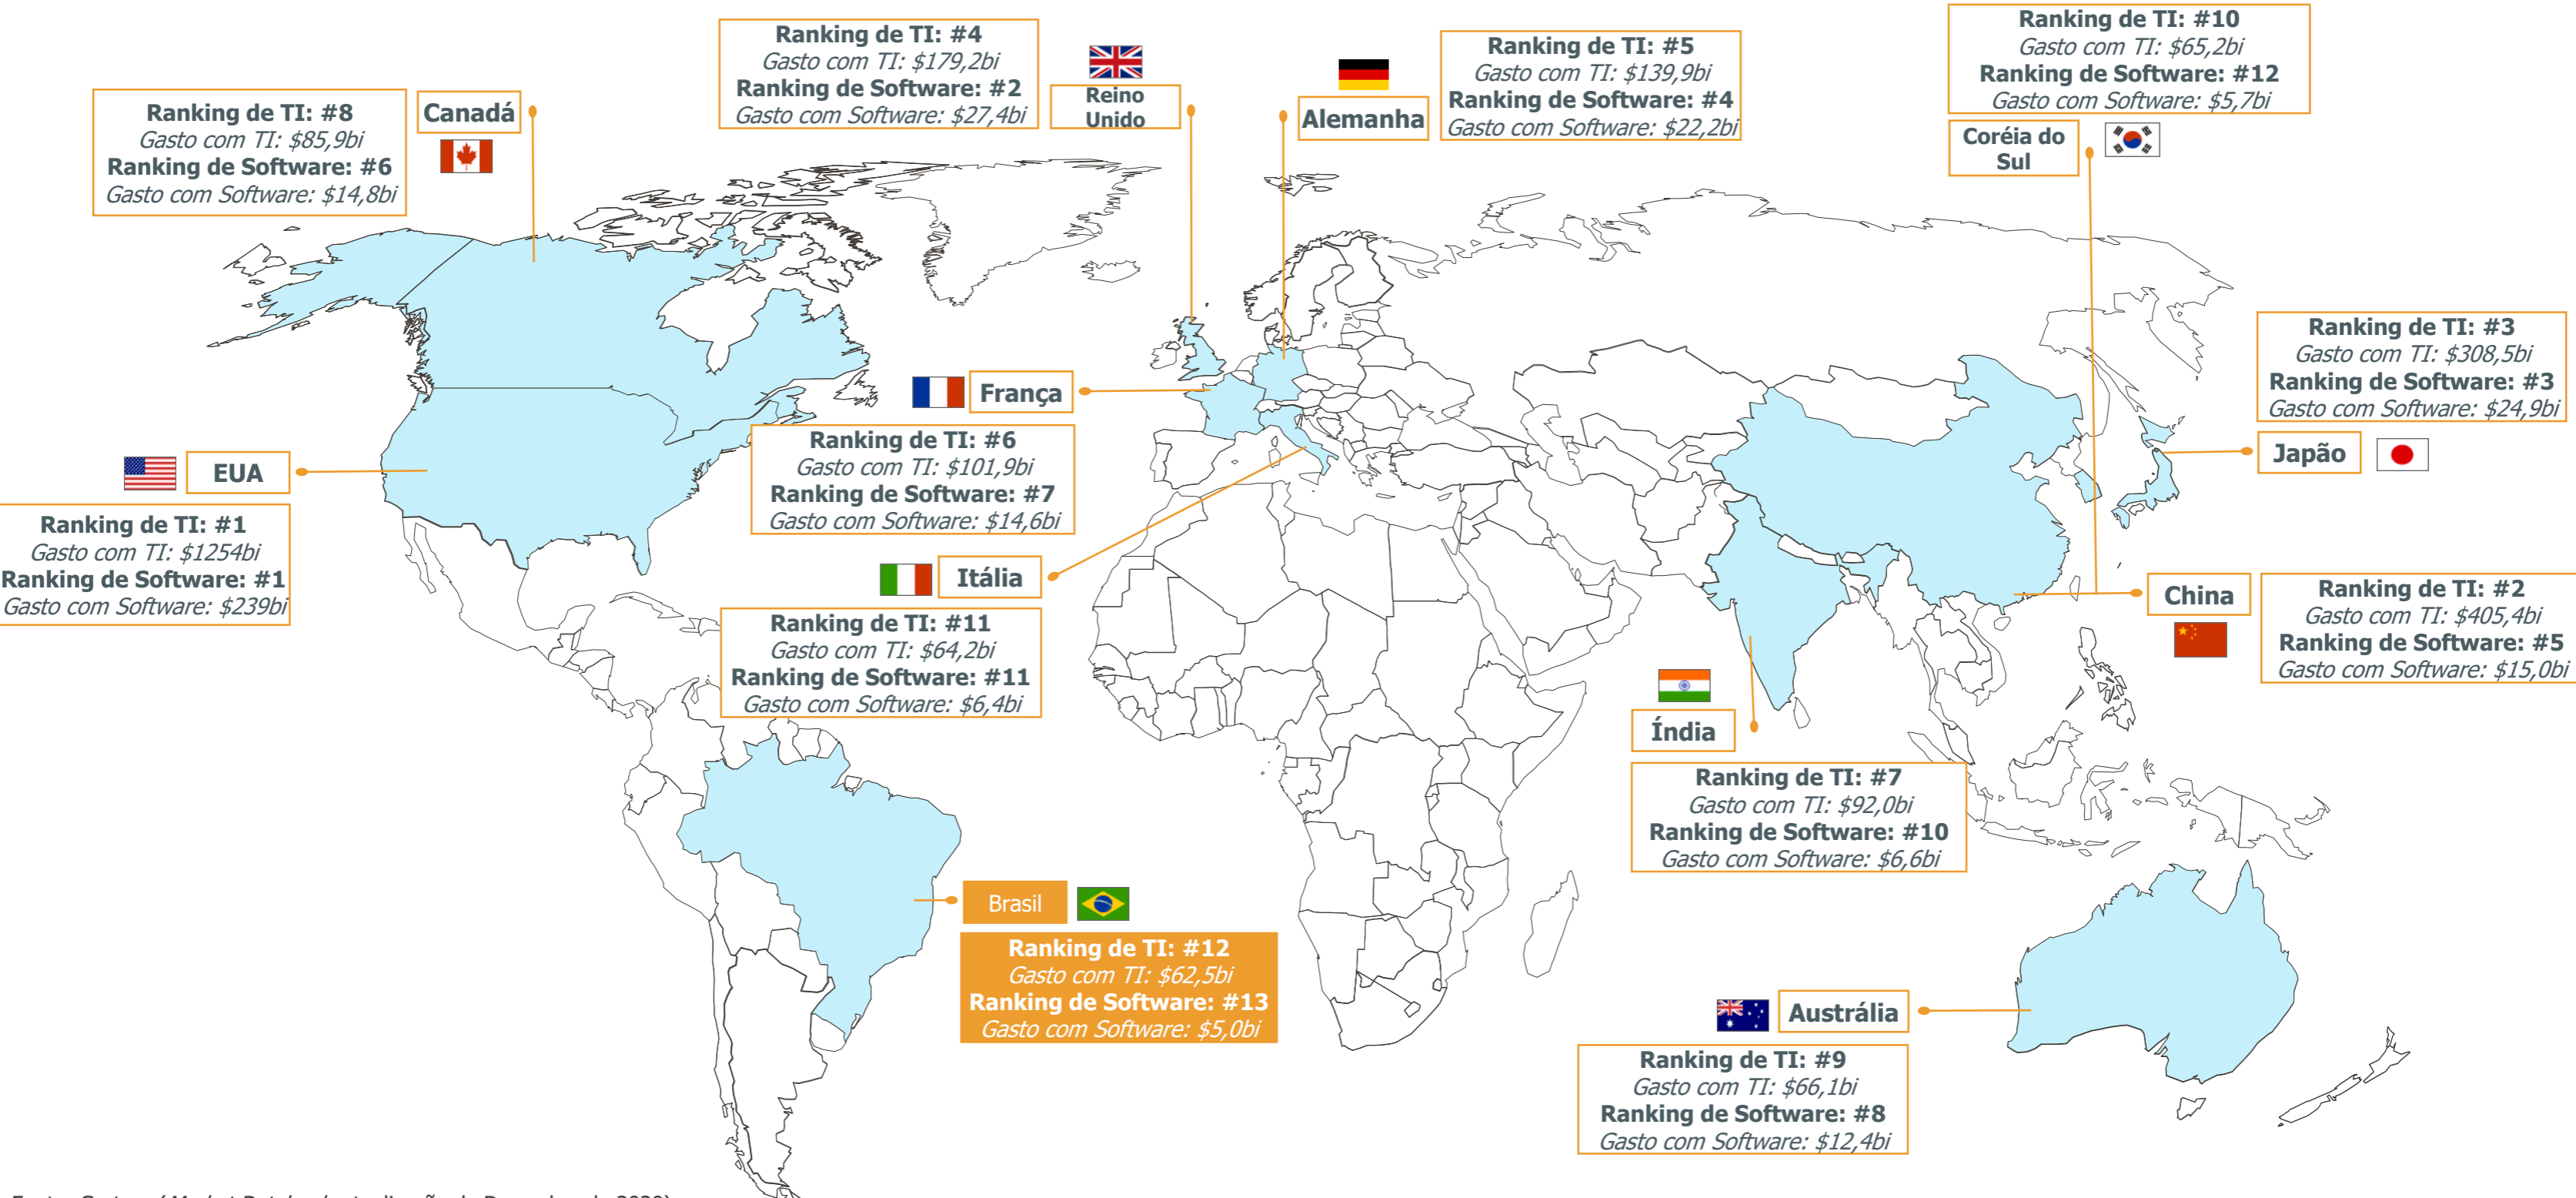 Ranking de TI: #8
Gasto com TI: $85,9bi
Ranking de Software: #6
Gasto com Software: $14,8bi
Canadá
Ranking de TI: #4
Gasto com TI: $179,2bi
Ranking de Software: #2
Gasto com Software: $27,4bi
Reino
Unido
Alemanha
Ranking de TI: #5
Gasto com TI: $139,9bi
Ranking de Software: #4
Gasto com Software: $22,2bi
Ranking de TI: #10
Gasto com TI: $65,2bi
Ranking de Software: #12
Gasto com Software: $5,7bi
Coréia do
Sul
Ranking de TI: #3
Gasto com TI: $308,5bi
Ranking de Software: #3
Gasto com Software: $24,9bi
Japão
França
Ranking de TI: #6
Gasto com TI: $101,9bi
Ranking de Software: #7
Gasto com Software: $14,6bi
EUA
Ranking de TI: #1
Gasto com TI: $1254bi
Ranking de Software: #1
Gasto com Software: $239bi
Itália
Ranking de TI: #11
Gasto com TI: $64,2bi
Ranking de Software: #11
Gasto com Software: $6,4bi
China
Ranking de TI: #2
Gasto com TI: $405,4bi
Ranking de Software: #5
Gasto com Software: $15,0bi
Índia
Ranking de TI: #7
Gasto com TI: $92,0bi
Ranking de Software: #10
Gasto com Software: $6,6bi
Brasil
Ranking de TI: #12
Gasto com TI: $62,5bi
Ranking de Software: #13
Gasto com Software: $5,0bi
Austrália
Ranking de TI: #9
Gasto com TI: $66,1bi
Ranking de Software: #8
Gasto com Software: $12,4bi